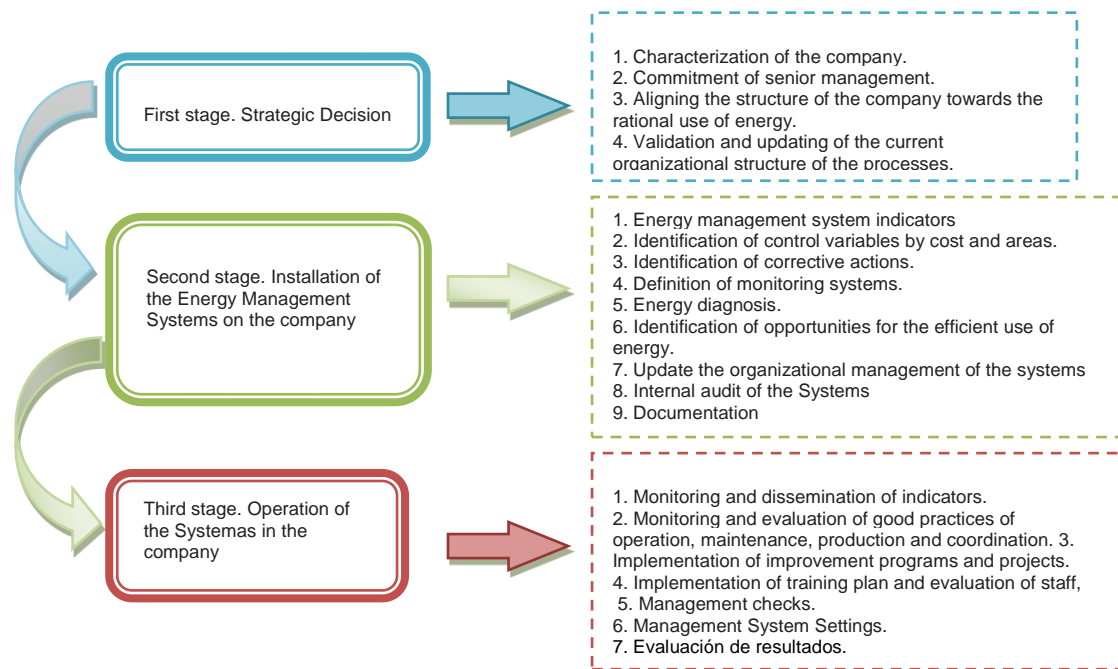 First stage. Strategic Decision
1. Characterization of the company.
2. Commitment of senior management.
3. Aligning the structure of the company towards the
rational use of energy.
4. Validation and updating of the current
organizational structure of the processes.
Second stage. Installation of
the Energy Management
Systems on the company
1. Energy management system indicators
2. Identification of control variables by cost and areas.
3. Identification of corrective actions.
4. Definition of monitoring systems.
5. Energy diagnosis.
6. Identification of opportunities for the efficient use of
energy.
7. Update the organizational management of the systems
8. Internal audit of the Systems
9. Documentation
Third stage. Operation of
the Systemas in the
company
1. Monitoring and dissemination of indicators.
2. Monitoring and evaluation of good practices of
operation, maintenance, production and coordination. 3.
Implementation of improvement programs and projects.
4. Implementation of training plan and evaluation of staff,
5. Management checks.
6. Management System Settings.
7. Evaluación de resultados.